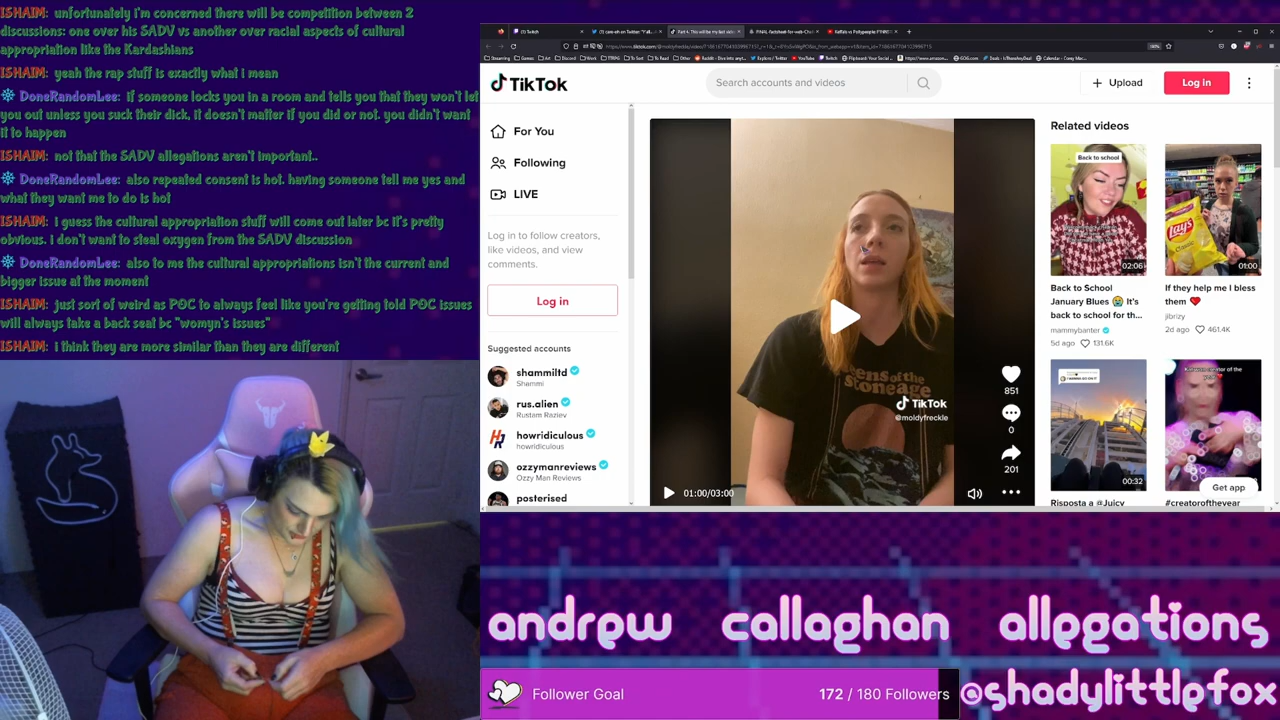 ISHAIM: unfortunately i'm concerned there will be competition between 2
discussions: one over his SADV vs another over racial aspects of cultural
appropriation like the Kardashians
ISHAIM: yeah the rap stuff is exactly what i mean
DoneRandomLee: if someone locks you in a room and tells you that they won't let
you out unless you suck their dick, it doesn't matter if you did or not. you didn't want
it to happen
ISHAIM: not that the SADV allegations aren't important..
DoneRandomLee: also repeated consent is hot. having someone tell me yes and
what they want me to do is hot
ISHAIM: I guess the cultural appropriation stuff will come out later bc it's pretty
obvious. i don't want to steal oxygen from the SADV discussion
DoneRandomLee: also to me the cultural appropriations isn't the current and
bigger issue at the moment
ISHAIM: just sort of weird as POC to always feel like you're getting told POC issues
will always take a back seat bc "womyn's issues"
ISHAIM: i think they are more similar than they are different
TikTok
Search accounts and videos
+ Upload
Log in
For You
Following
LIVE
Log in to follow creators,
like videos, and view
comments.
Log in
Suggested accounts
shammiltd
Shammi
rus.alien
Rustam Raziev
howridiculous
howridiculous
ozzymanreviews
Ozzy Man Reviews
posterised
ens of the
stoneage
TikTok
@moldyfreckle
851
0
201
01:00/03:00
Related videos
Back to school
02:06
Lay's
01:00
Back to School
January Blues 😭 It's
back to school for th...
mammybanter
5d ago 131.6K
If they help me I bless
them ❤️
jibrizy
2d ago 461.4K
00:32
Get app
Risposta a @Juicy
#creatoroftheyear
andrew callaghan allegations
Follower Goal
172 / 180 Followers
@shadylittlefox